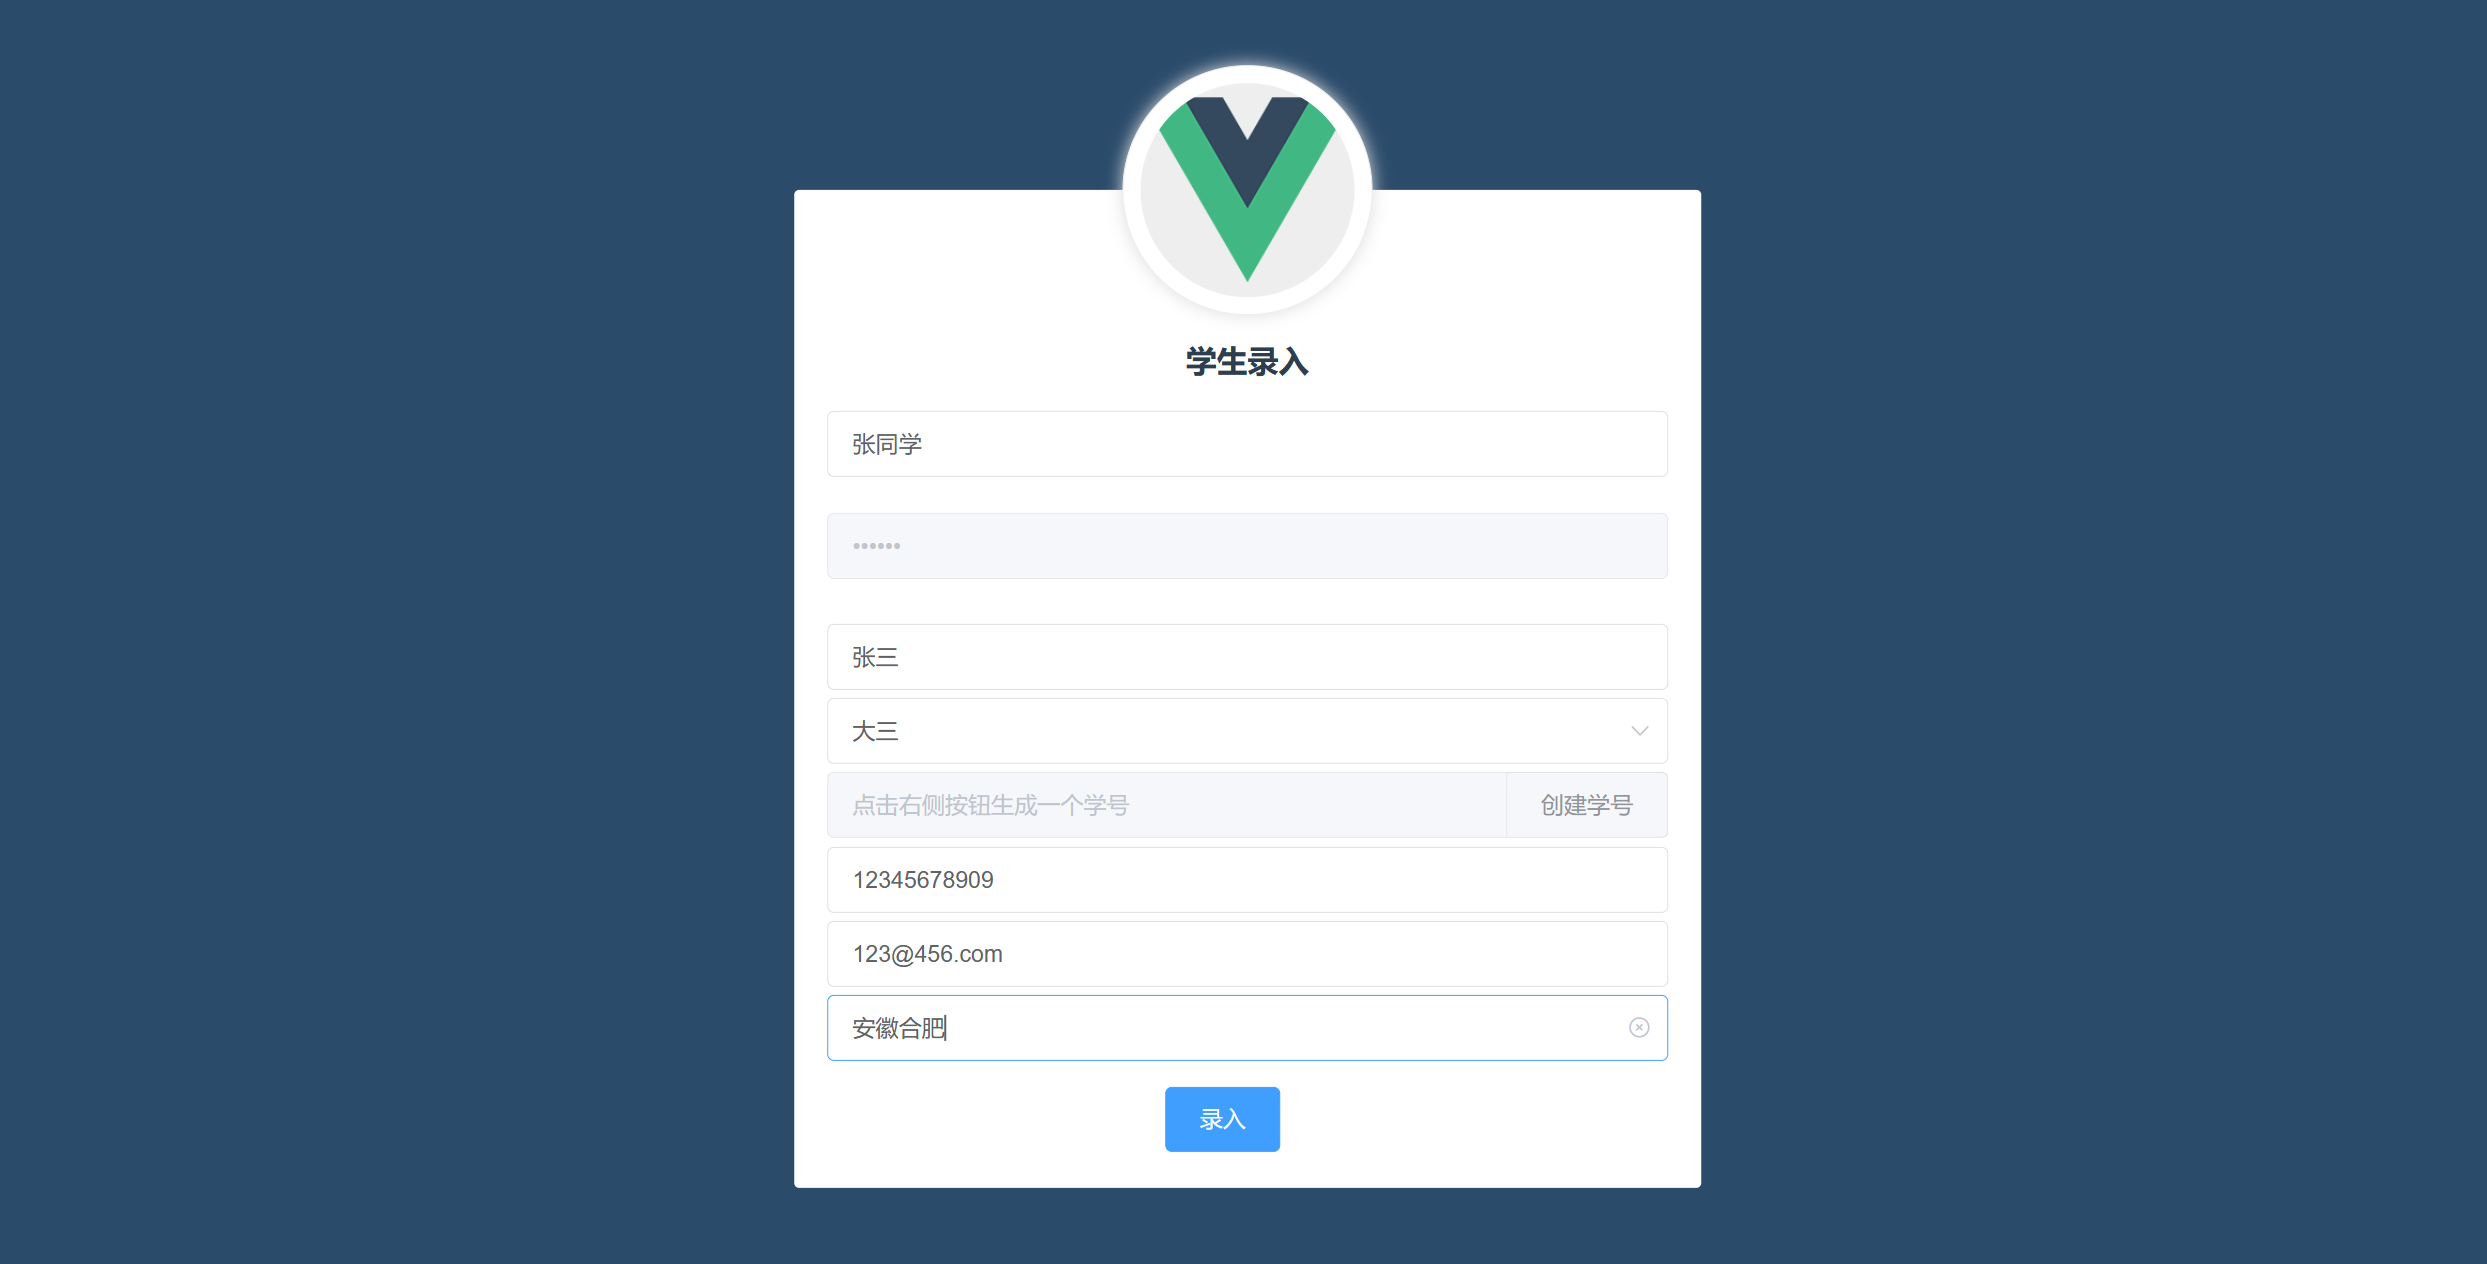 学生录入
张同学
••••••
张三
大三
点击右侧按钮生成一个学号 创建学号
12345678909
123@456.com
安徽合肥
录入